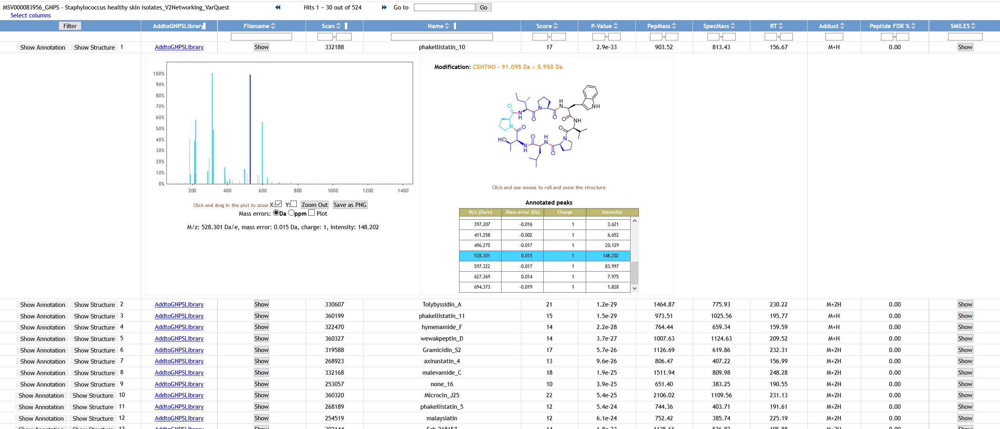 MSV000083956_GNPS - Staphylococcus healthy skin isolates_V2Networking_VarQuest Hits 1 ~ 30 out of 524 Go to Go
Select columns
Filter AddtoGNPSLibrary Filename Scan Name Score P-Value PepMass SpecMass RT Adduct Peptide FDR % SMILES
~ ~ ~ ~ ~ ~ ~
Show Annotation Show Structure 1 AddtoGNPSLibrary Show 332188 phakellistatin_10 17 2.9e-33 903.52 813.43 156.67 M+H 0.00 Show
100%
90%
80%
70%
60%
50%
40%
30%
20%
10%
0%
200 400 600 800 1000 1200 1400
Click and drag in the plot to zoom X: Y: Zoom Out Save as PNG
Mass errors: Da ppm Plot
M/z: 528.301 Da/e, mass error: 0.015 Da, charge: 1, intensity: 148.202
Modification: C5H7NO - 91.095 Da = 5.958 Da
O N H O N O H N NH O NH O N O H N O N H HO O N
Click and use mouse to roll and zoom the structure
Annotated peaks
M/z (Da/e) Mass error (Da) Charge Intensity
397.207 -0.016 1 3.621
411.258 -0.002 1 6.652
496.275 -0.017 1 20.129
528.301 0.015 1 148.202
597.322 -0.017 1 83.997
627.369 0.014 1 7.975
694.373 -0.019 1 1.828
Show Annotation Show Structure 2 AddtoGNPSLibrary Show 330607 Tolybyssidin_A 21 1.2e-29 1464.87 775.93 230.22 M+2H 0.00 Show
Show Annotation Show Structure 3 AddtoGNPSLibrary Show 360199 phakellistatin_11 15 1.5e-29 973.51 1025.56 195.77 M+H 0.00 Show
Show Annotation Show Structure 4 AddtoGNPSLibrary Show 322470 hymenamide_F 14 2.2e-28 764.44 659.34 159.59 M+H 0.00 Show
Show Annotation Show Structure 5 AddtoGNPSLibrary Show 360327 wewakpeptin_D 14 3.7e-27 1007.63 1124.63 209.52 M+H 0.00 Show
Show Annotation Show Structure 6 AddtoGNPSLibrary Show 319588 Gramicidin_S2 17 5.7e-26 1126.69 619.86 232.31 M+2H 0.00 Show
Show Annotation Show Structure 7 AddtoGNPSLibrary Show 268923 axinastatin_4 13 9.6e-26 806.47 407.22 156.99 M+2H 0.00 Show
Show Annotation Show Structure 8 AddtoGNPSLibrary Show 332168 malevamide_C 18 1.9e-25 1511.94 809.98 248.28 M+2H 0.00 Show
Show Annotation Show Structure 9 AddtoGNPSLibrary Show 253057 none_16 10 3.9e-25 651.40 383.25 190.55 M+2H 0.00 Show
Show Annotation Show Structure 10 AddtoGNPSLibrary Show 360320 Microcin_J25 22 5.4e-25 2106.02 1109.56 231.13 M+2H 0.00 Show
Show Annotation Show Structure 11 AddtoGNPSLibrary Show 268189 phakellistatin_5 12 5.4e-24 744.36 403.71 191.61 M+2H 0.00 Show
Show Annotation Show Structure 12 AddtoGNPSLibrary Show 254519 malaysiatin 12 6.1e-24 752.42 385.74 225.19 M+2H 0.00 Show